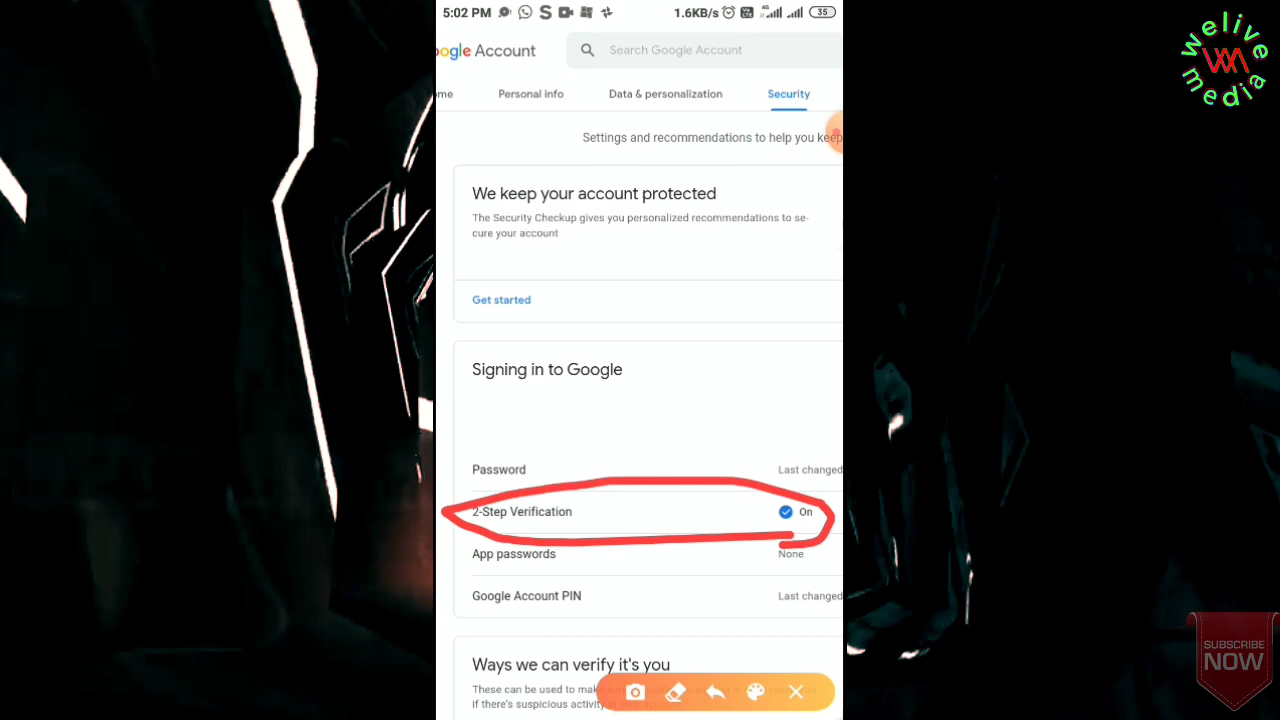 5:02 PM
1.6KB/s
4G
35
ogle Account
Search Google Account
ome
Personal info
Data & personalization
Security
Settings and recommendations to help you keep
We keep your account protected
The Security Checkup gives you personalized recommendations to se-
cure your account
Get started
Signing in to Google
Password
Last changed
2-Step Verification
On
App passwords
None
Google Account PIN
Last changed
Ways we can verify it's you
These can be used to mak
if there's suspicious activity
welive
media
SUBSCRIBE
NOW